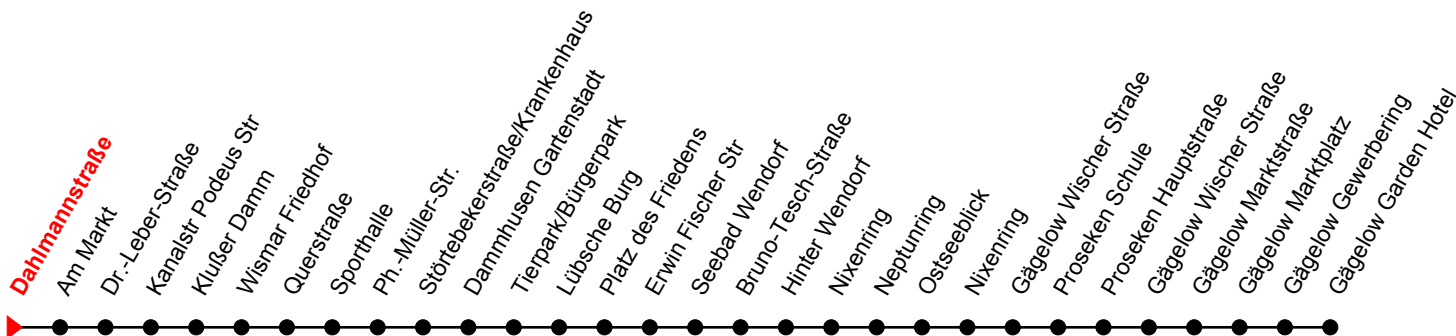 Dahlmannstraße
Am Markt
Dr.-Leber-Straße
Kanalstr Podeus Str
Klußer Damm
Wismar Friedhof
Querstraße
Sporthalle
Ph.-Müller-Str.
Störtebekerstraße/Krankenhaus
Dammhusen Gartenstadt
Tierpark/Bürgerpark
Lübsche Burg
Platz des Friedens
Erwin Fischer Str
Seebad Wendorf
Bruno-Tesch-Straße
Hinter Wendorf
Nixenring
Neptunring
Ostseeblick
Nixenring
Gägelow Wischer Straße
Proseken Schule
Proseken Hauptstraße
Gägelow Wischer Straße
Gägelow Marktstraße
Gägelow Marktplatz
Gägelow Gewerbering
Gägelow Garden Hotel